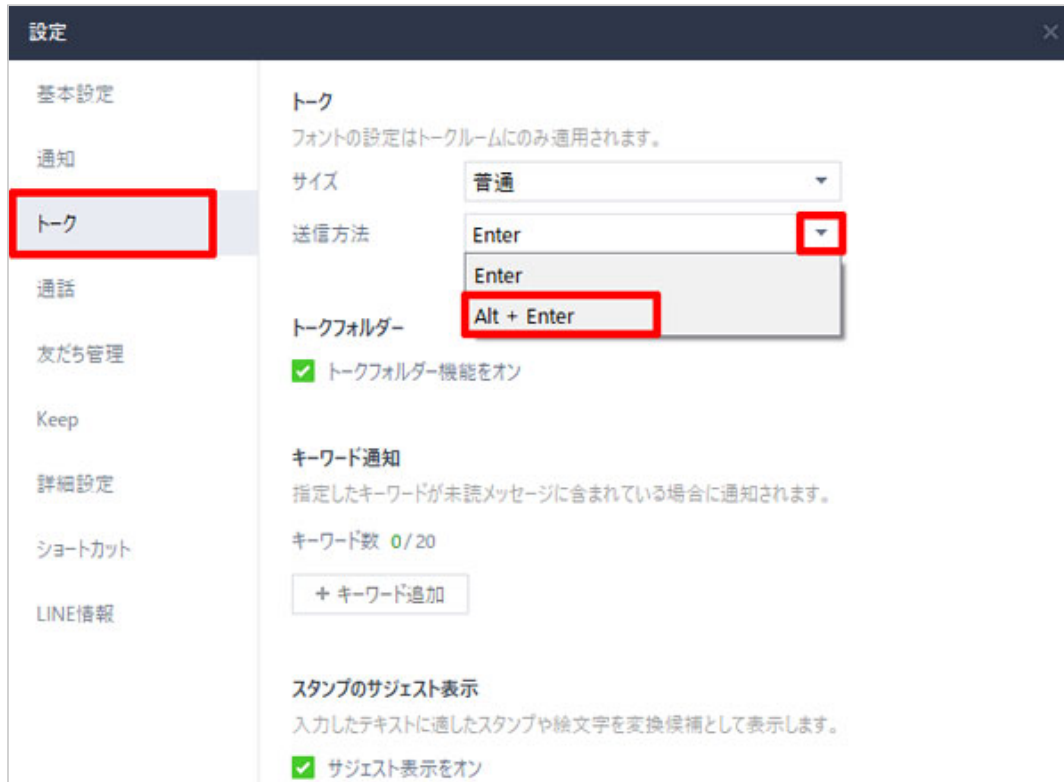 設定
基本設定
通知
トーク
通話
友だち管理
Keep
詳細設定
ショートカット
LINE情報
トーク
フォントの設定はトークルームにのみ適用されます。
サイズ 普通
送信方法 Enter
Enter
Alt + Enter
トークフォルダー
トークフォルダー機能をオン
キーワード通知
指定したキーワードが未読メッセージに含まれている場合に通知されます。
キーワード数 0/20
+ キーワード追加
スタンプのサジェスト表示
入力したテキストに適したスタンプや絵文字を変換候補として表示します。
サジェスト表示をオン